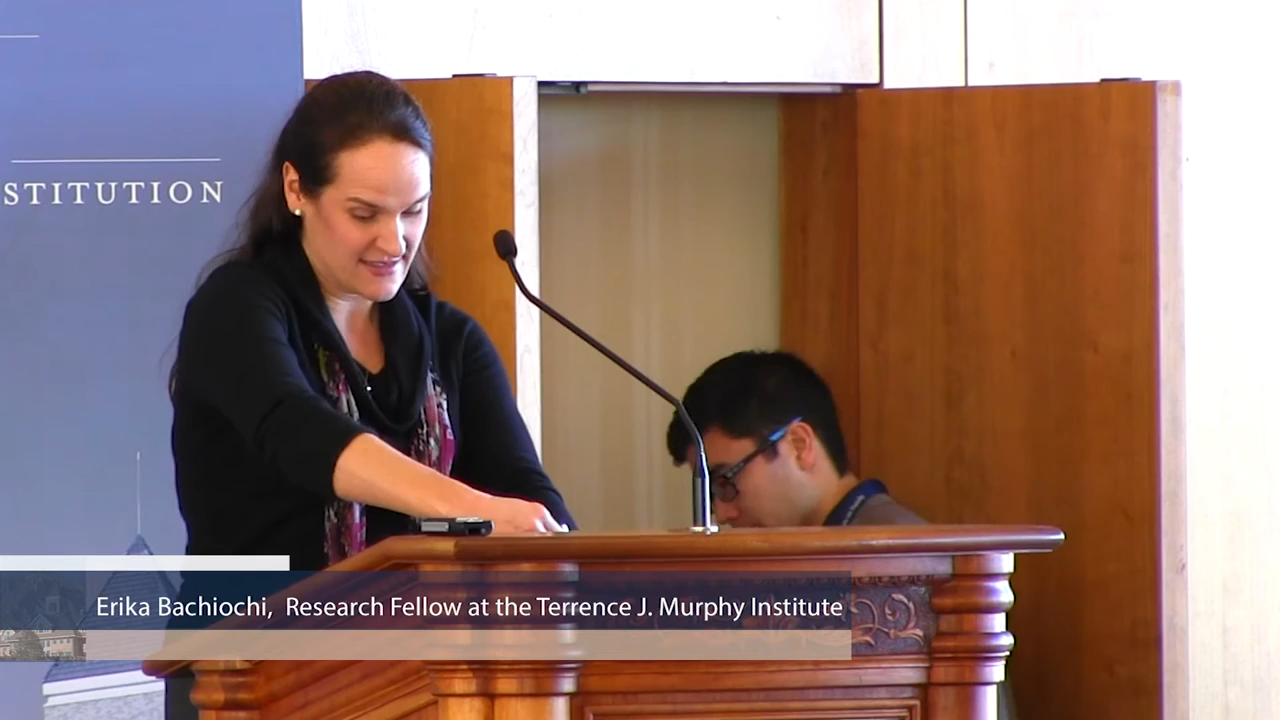 STITUTION
Erika Bachiochi,  Research Fellow at the Terrence J. Murphy Institute